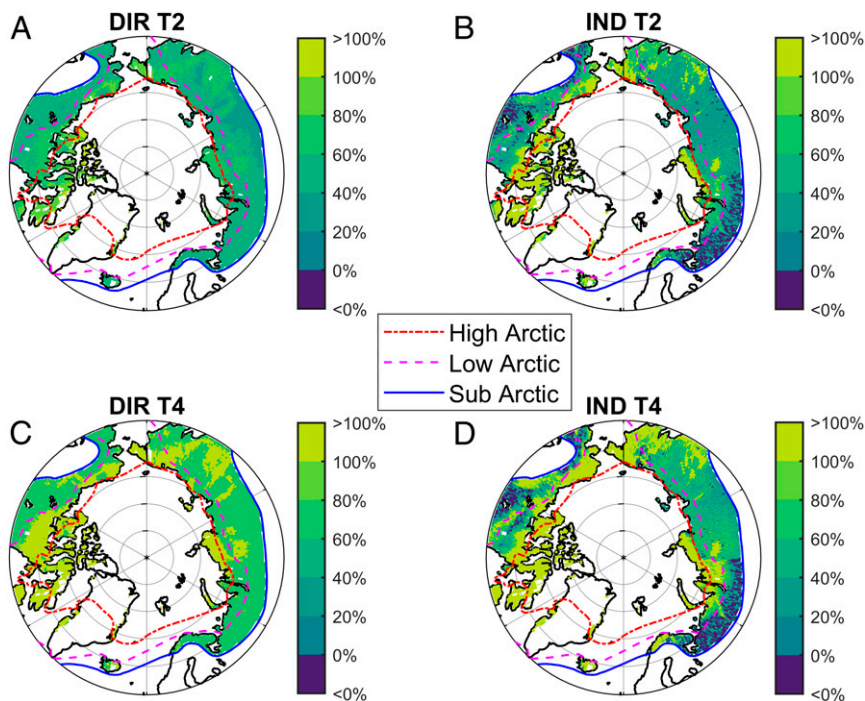 A
DIR T2
>100%
100%
80%
60%
40%
20%
0%
<0%
B
IND T2
>100%
100%
80%
60%
40%
20%
0%
<0%
High Arctic
Low Arctic
Sub Arctic
C
DIR T4
>100%
100%
80%
60%
40%
20%
0%
<0%
D
IND T4
>100%
100%
80%
60%
40%
20%
0%
<0%